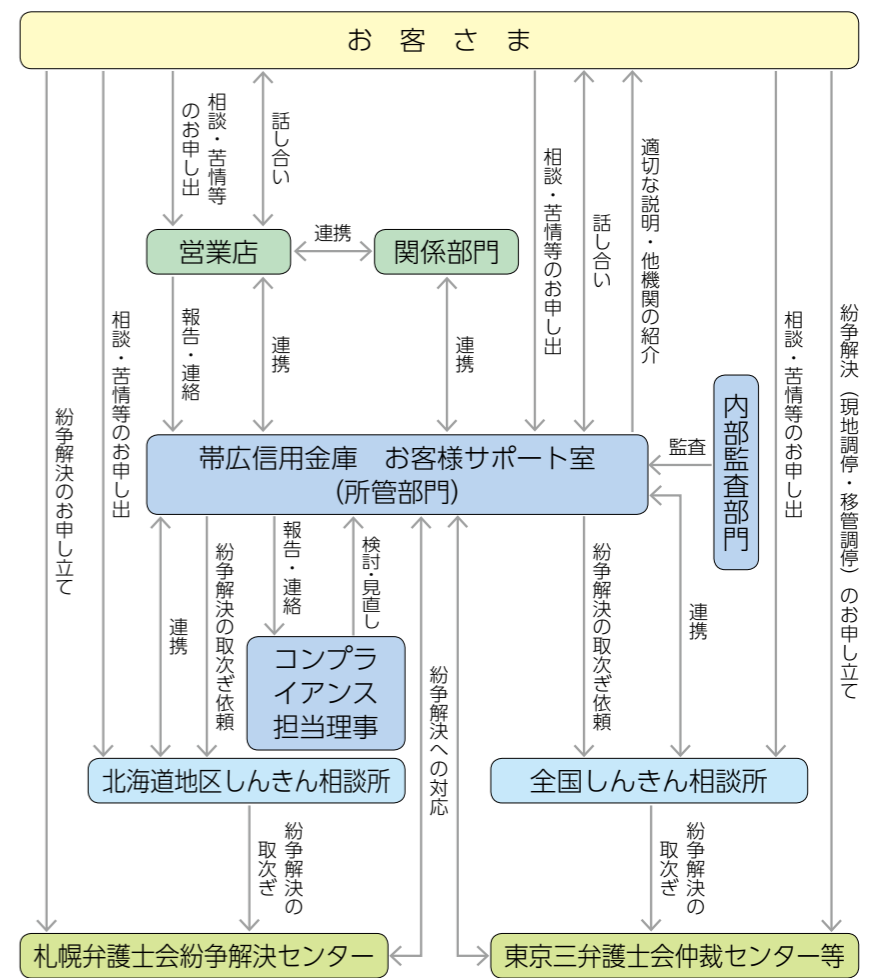 お客さま
相談・苦情等
のお申し出
話し合い
相談・苦情等のお申し出
話し合い
適切な説明・他機関の紹介
営業店
連携
関係部門
報告・連絡
連携
連携
相談・苦情等のお申し出
紛争解決のお申し立て
相談・苦情等のお申し出
紛争解決（現地調停・移管調停）のお申し立て
内部監査部門
監査
帯広信用金庫　お客様サポート室
（所管部門）
連携
紛争解決の取次ぎ依頼
報告・連絡
検討・見直し
紛争解決の取次ぎ依頼
連携
コンプラ
イアンス
担当理事
紛争解決への対応
北海道地区しんきん相談所
全国しんきん相談所
紛争解決の
取次ぎ
紛争解決の
取次ぎ
札幌弁護士会紛争解決センター
東京三弁護士会仲裁センター等